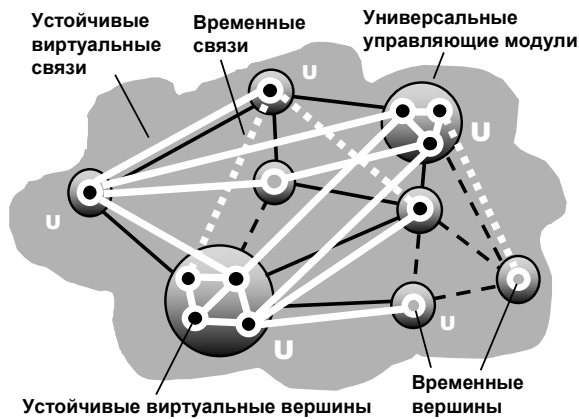 Устойчивые
виртуальные
связи
Временные
связи
Универсальные
управляющие модули
U
U
U
U
U
Устойчивые виртуальные вершины
Временные
вершины